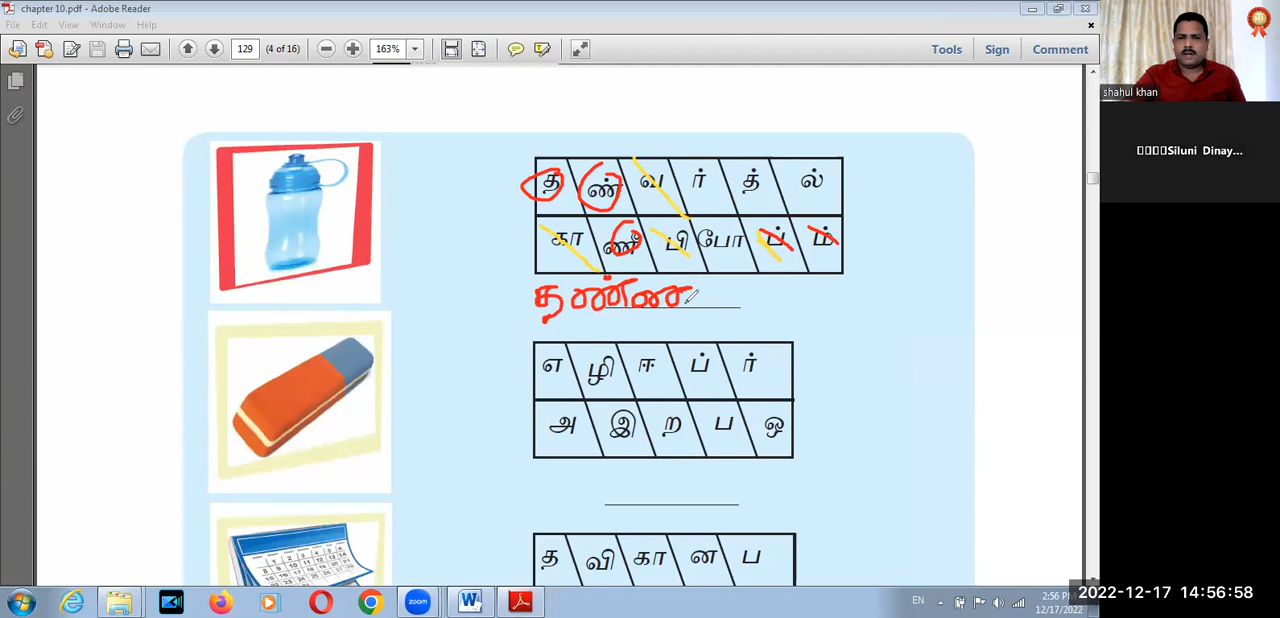 chapter 10.pdf - Adobe Reader
File Edit View Window Help
129 (4 of 16) 163% Tools Sign Comment
shahul khan
Siluni Dinay...
த ண் வ ர் த் ல்
கா ணீ பி போ ப் ம்
தண்ண
எ ழி ஈ ப் ர்
அ இ ற ப ஒ
த வி கா ன ப
EN 2:56 PM
12/17/2022
2022-12-17 14:56:58